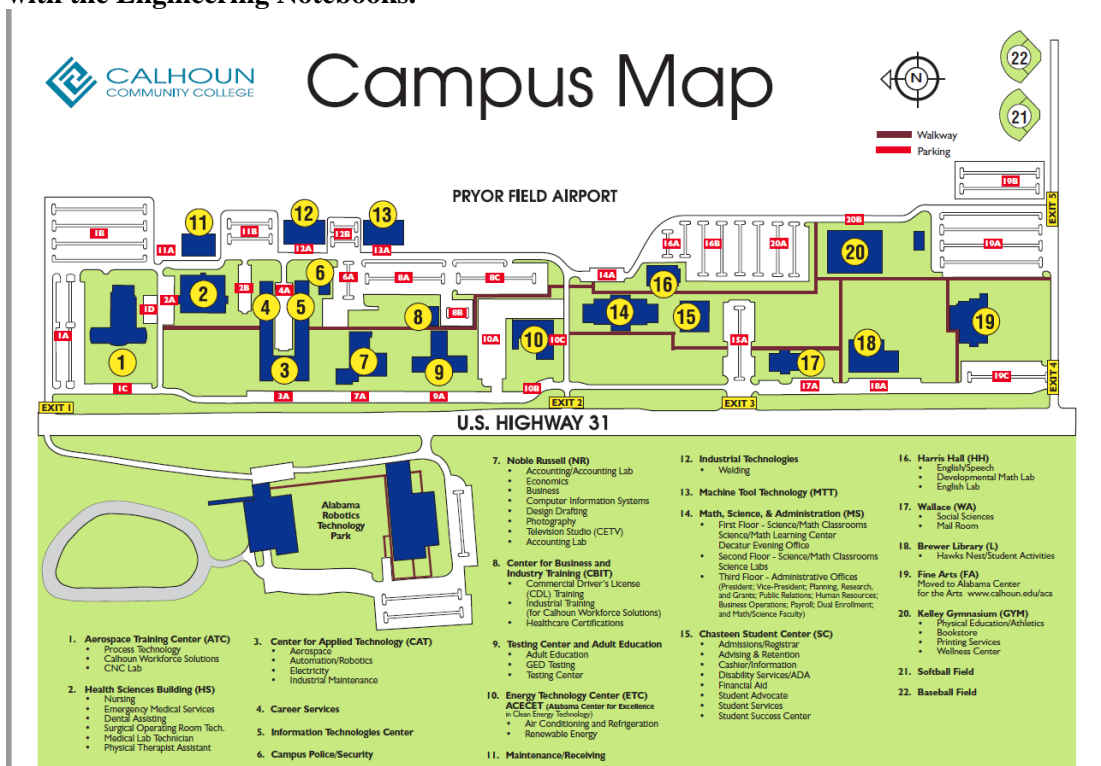 with the Engineering Notebooks.
CALHOUN
COMMUNITY COLLEGE
Campus Map
N
22
21
Walkway
Parking
PRYOR FIELD AIRPORT
19B
EXIT 5
1B
11
11A
11B
12
12A
12B
13
13A
16A
16B
20A
20B
19A
20
1A
1D
2A
2
2B
4
4A
5
6
6A
8A
8B
8C
8
14A
16
14
15
15A
1
3
7
9
10A
10
10C
10B
17
18
19
19C
1C
3A
7A
9A
17A
18A
EXIT 4
EXIT 1
EXIT 2
EXIT 3
U.S. HIGHWAY 31
Alabama
Robotics
Technology
Park
1. Aerospace Training Center (ATC)
• Process Technology
• Calhoun Workforce Solutions
• CNC Lab
2. Health Sciences Building (HS)
• Nursing
• Emergency Medical Services
• Dental Assisting
• Surgical Operating Room Tech.
• Medical Lab Technician
• Physical Therapist Assistant
3. Center for Applied Technology (CAT)
• Aerospace
• Automation/Robotics
• Electricity
• Industrial Maintenance
4. Career Services
5. Information Technologies Center
6. Campus Police/Security
7. Noble Russell (NR)
• Accounting/Accounting Lab
• Economics
• Business
• Computer Information Systems
• Design Drafting
• Photography
• Television Studio (CETV)
• Accounting Lab
8. Center for Business and
Industry Training (CBIT)
• Commercial Driver's License
(CDL) Training
• Industrial Training
(for Calhoun Workforce Solutions)
• Healthcare Certifications
9. Testing Center and Adult Education
• Adult Education
• GED Testing
• Testing Center
10. Energy Technology Center (ETC)
ACECET (Alabama Center for Excellence
in Clean Energy Technology)
• Air Conditioning and Refrigeration
• Renewable Energy
11. Maintenance/Receiving
12. Industrial Technologies
• Welding
13. Machine Tool Technology (MTT)
14. Math, Science, & Administration (MS)
• First Floor - Science/Math Classrooms
Science/Math Learning Center
Decatur Evening Office
• Second Floor - Science/Math Classrooms
Science Labs
• Third Floor - Administrative Offices
(President; Vice-President; Planning, Research,
and Grants; Public Relations; Human Resources;
Business Operations; Payroll; Dual Enrollment;
and Math/Science Faculty)
15. Chasteen Student Center (SC)
• Admissions/Registrar
• Advising & Retention
• Cashier/Information
• Disability Services/ADA
• Financial Aid
• Student Advocate
• Student Services
• Student Success Center
16. Harris Hall (HH)
• English/Speech
• Developmental Math Lab
• English Lab
17. Wallace (WA)
• Social Sciences
• Mail Room
18. Brewer Library (L)
• Hawks Nest/Student Activities
19. Fine Arts (FA)
Moved to Alabama Center
for the Arts www.calhoun.edu/aca
20. Kelley Gymnasium (GYM)
• Physical Education/Athletics
• Bookstore
• Printing Services
• Wellness Center
21. Softball Field
22. Baseball Field